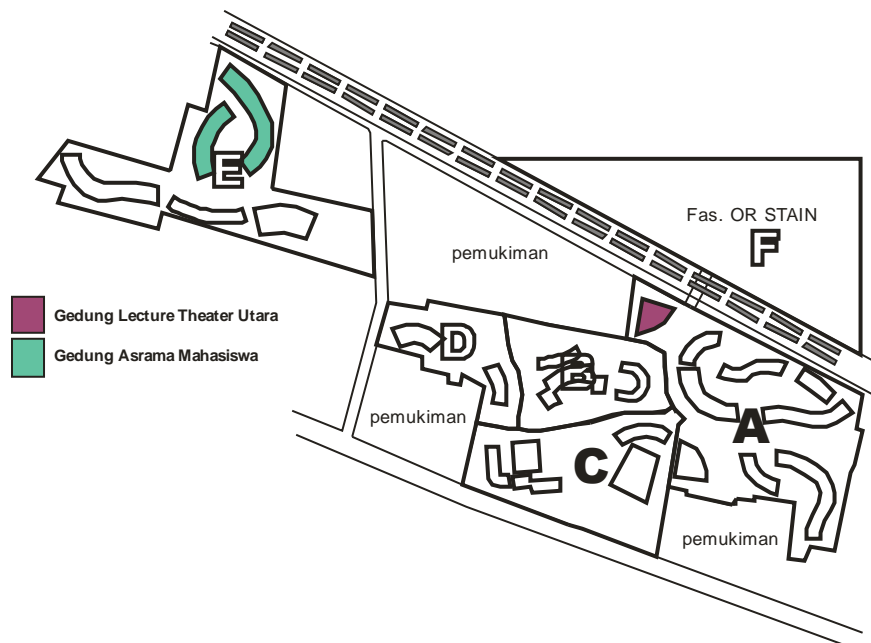 E
Fas. OR STAIN
F
pemukiman
Gedung Lecture Theater Utara
Gedung Asrama Mahasiswa
D
B
pemukiman
A
C
pemukiman